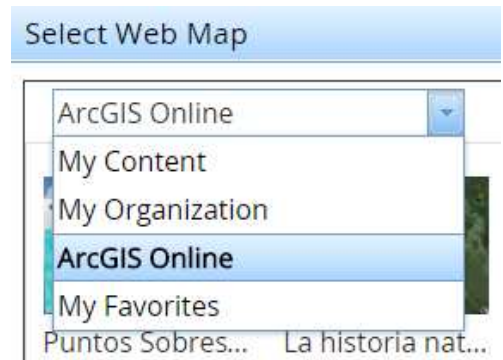 Select Web Map
ArcGIS Online
My Content
My Organization
ArcGIS Online
My Favorites
Puntos Sobres... La historia nat...